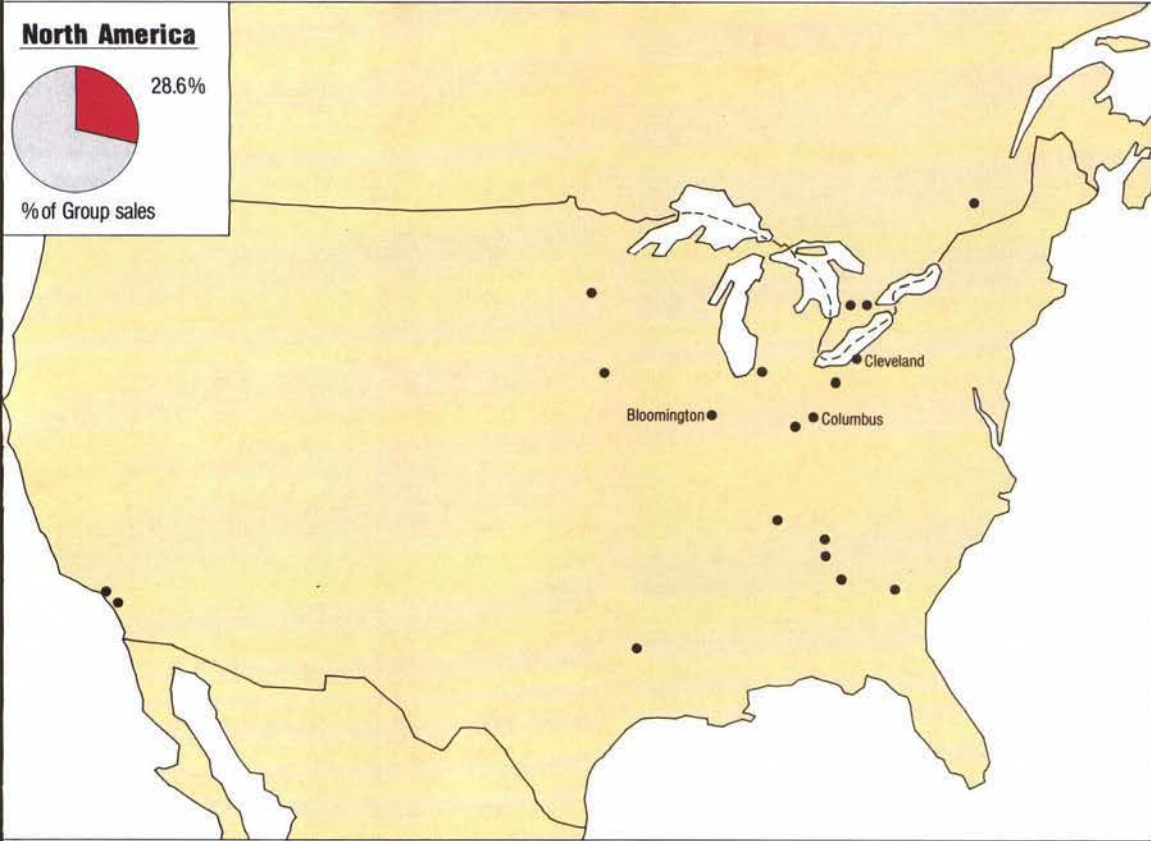 North America
28.6%
% of Group sales
Cleveland
Bloomington
Columbus